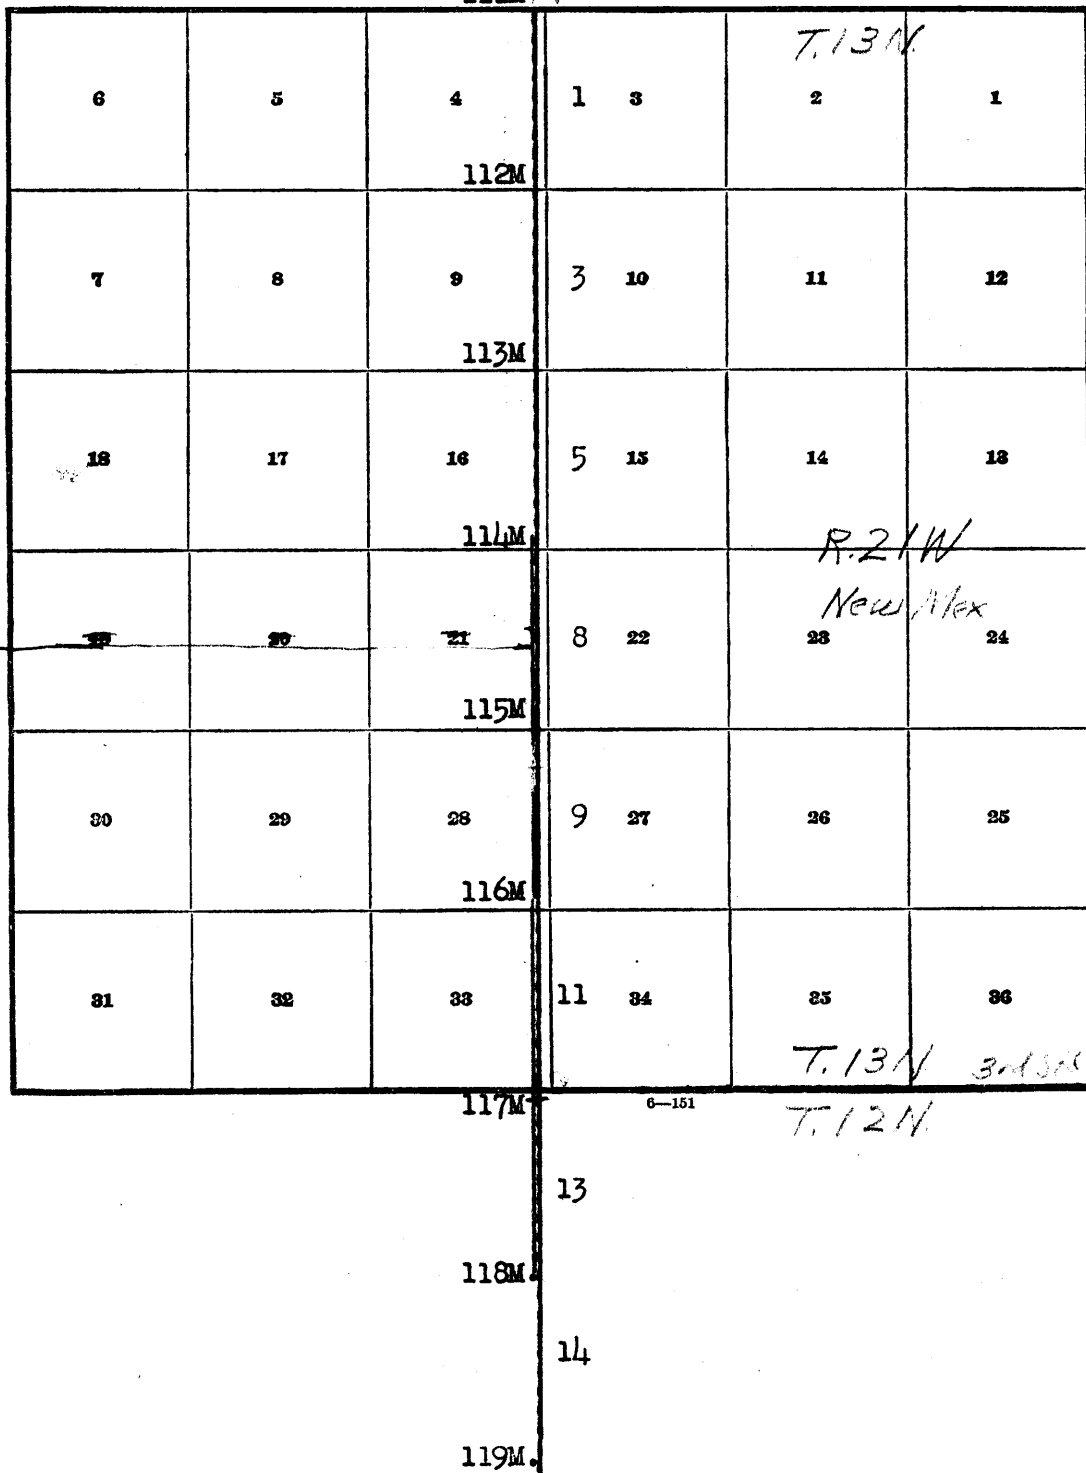 T.13N.
6 5 4 1 3 2 1
112M
7 8 9 3 10 11 12
113M
18 17 16 5 15 14 13
114M
R.21W
New Mex
19 20 21 8 22 23 24
115M
30 29 28 9 27 26 25
116M
31 32 33 11 34 35 36
T.13N
117M
6—151
T.12N.
13
118M
14
119M